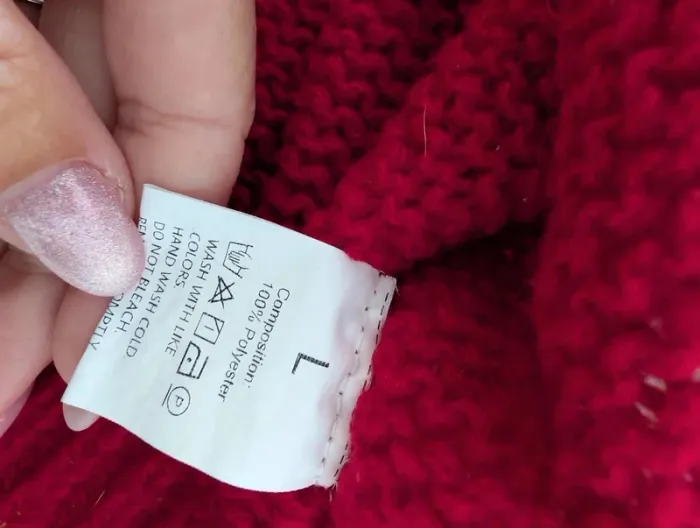 L
Composition:
100% Polyester
WASH WITH LIKE
COLORS
HAND WASH COLD
DO NOT BLEACH.